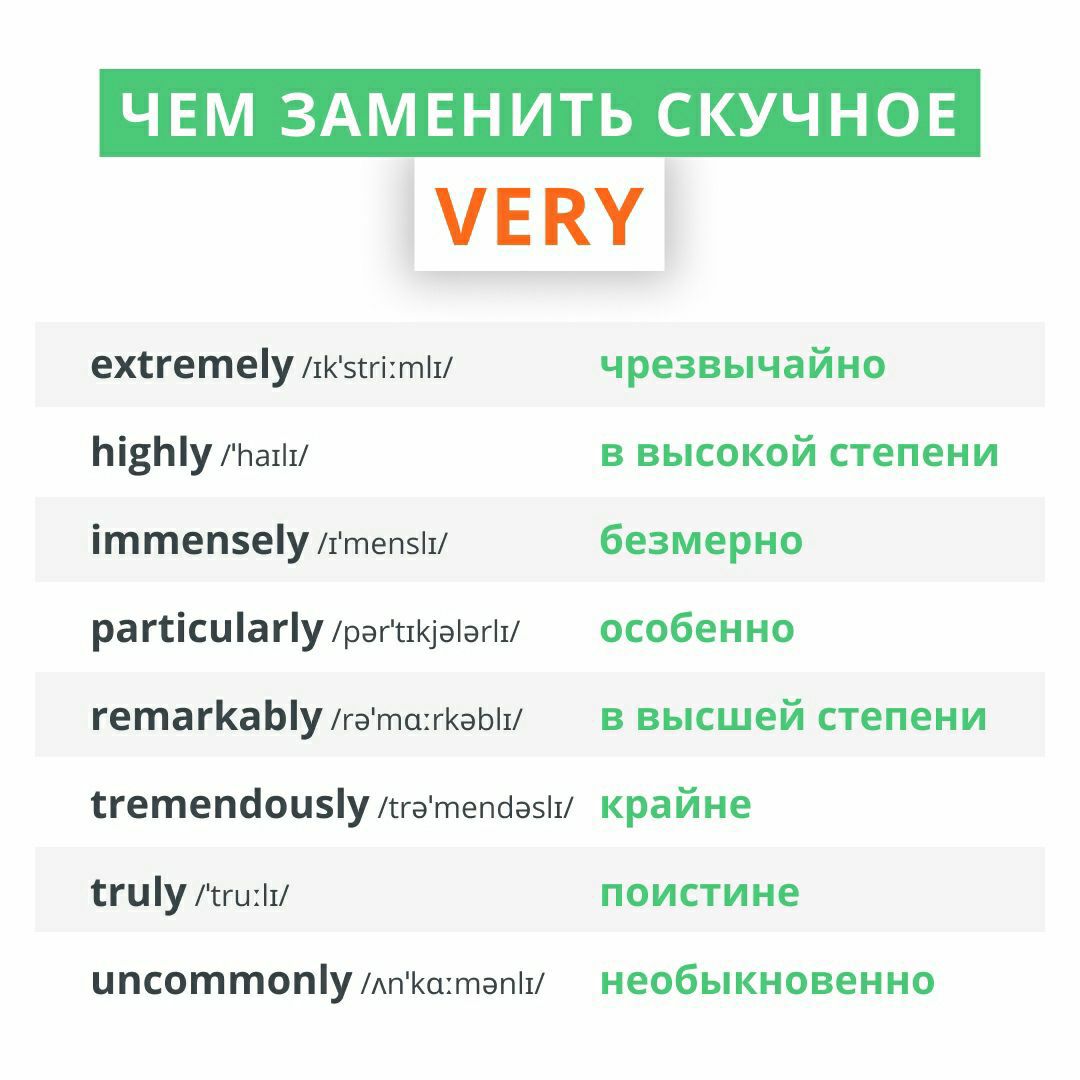 ЧЕМ ЗАМЕНИТЬ СКУЧНОЕ
VERY
extremely /ɪk'striːmlɪ/ чрезвычайно
highly /'haɪlɪ/ в высокой степени
immensely /ɪ'menslɪ/ безмерно
particularly /pər'tɪkjələrlɪ/ особенно
remarkably /rə'mɑːrkəblɪ/ в высшей степени
tremendously /trə'mendəslɪ/ крайне
truly /'truːlɪ/ поистине
uncommonly /ʌn'kɑːmənlɪ/ необыкновенно